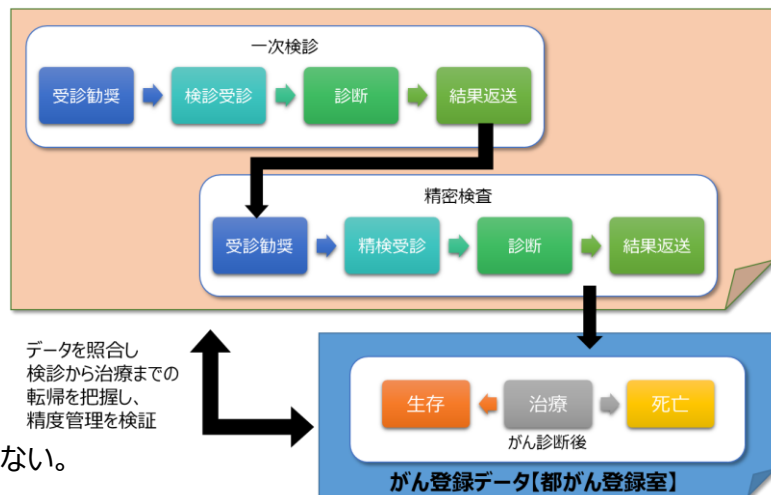 一次検診
受診勧奨
検診受診
診断
結果返送
精密検査
受診勧奨
精検受診
診断
結果返送
データを照合し
検診から治療までの
転帰を把握し、
精度管理を検証
ない。
生存
治療
死亡
がん診断後
がん登録データ【都がん登録室】